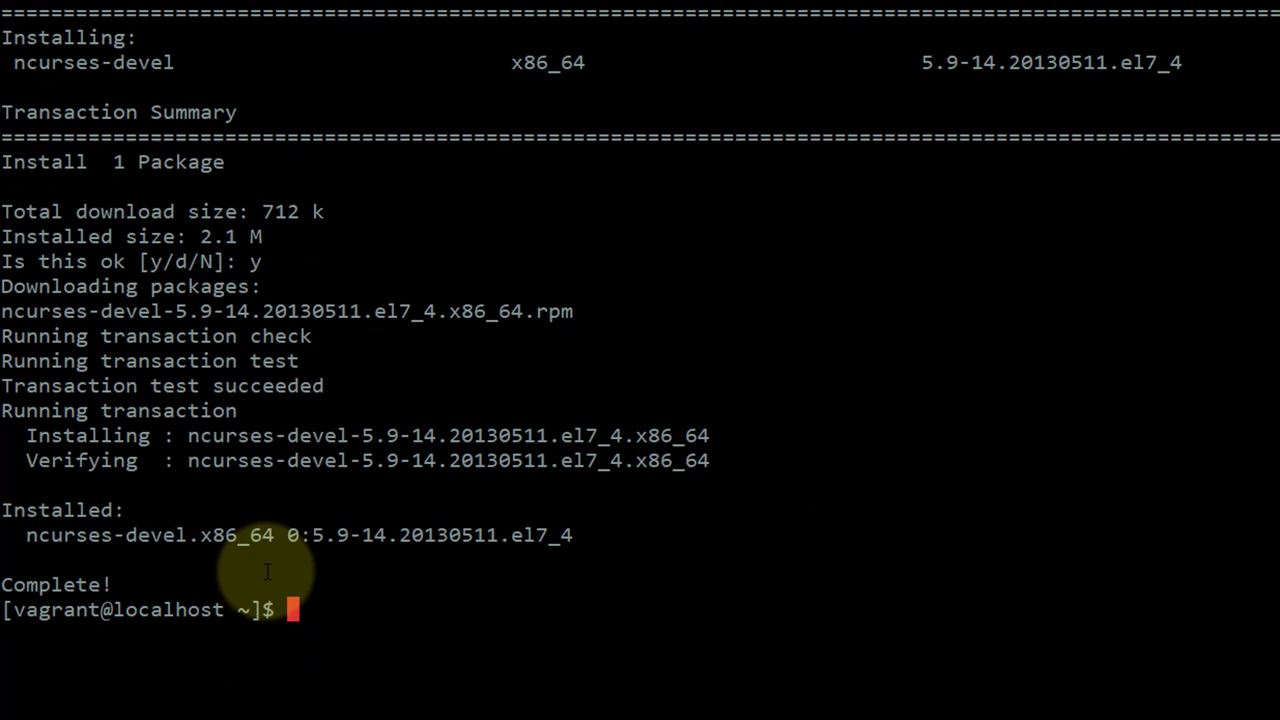 ================================================================================
Installing:
ncurses-devel x86_64 5.9-14.20130511.el7_4
Transaction Summary
================================================================================
Install 1 Package
Total download size: 712 k
Installed size: 2.1 M
Is this ok [y/d/N]: y
Downloading packages:
ncurses-devel-5.9-14.20130511.el7_4.x86_64.rpm
Running transaction check
Running transaction test
Transaction test succeeded
Running transaction
Installing : ncurses-devel-5.9-14.20130511.el7_4.x86_64
Verifying : ncurses-devel-5.9-14.20130511.el7_4.x86_64
Installed:
ncurses-devel.x86_64 0:5.9-14.20130511.el7_4
Complete!
[vagrant@localhost ~]$